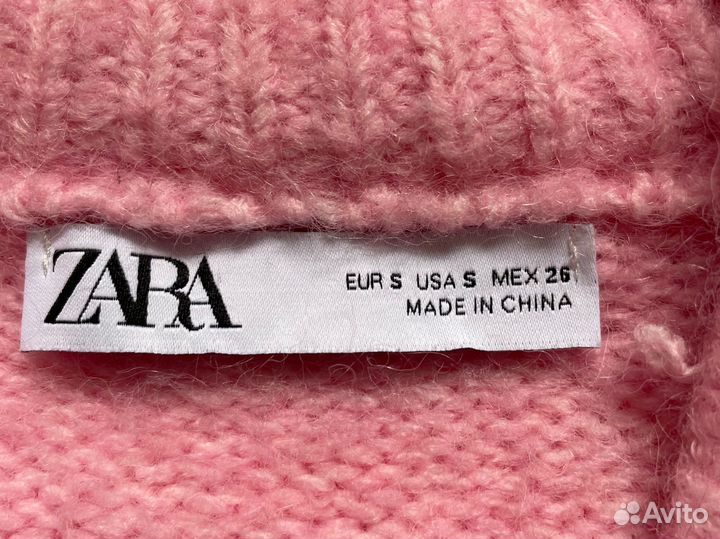 ZARA
EUR S USA S MEX 26
MADE IN CHINA
Avito